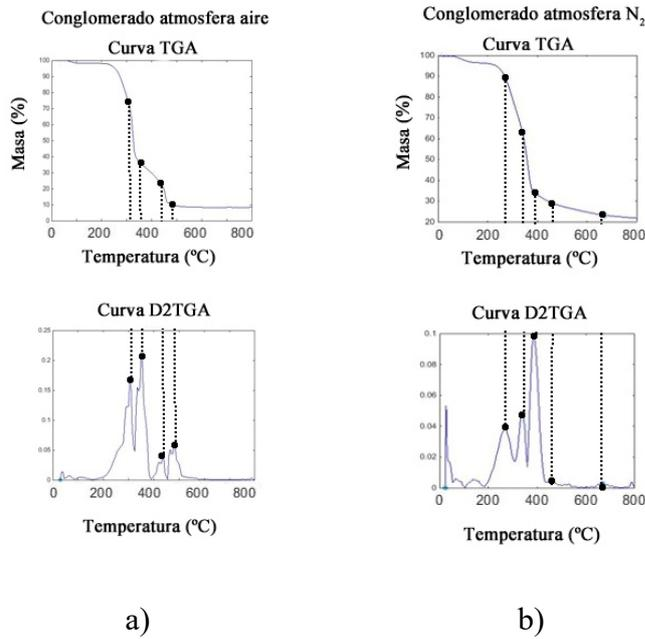 Conglomerado atmosfera aire
Curva TGA
Masa (%)
100
90
80
70
60
50
40
30
20
10
0
0 200 400 600 800
Temperatura (ºC)
Curva D2TGA
0.25
0.2
0.15
0.1
0.05
0
0 200 400 600 800
Temperatura (ºC)
a)
Conglomerado atmosfera N2
Curva TGA
Masa (%)
100
90
80
70
60
50
40
30
20
0 200 400 600 800
Temperatura (ºC)
Curva D2TGA
0.1
0.08
0.06
0.04
0.02
0
0 200 400 600 800
Temperatura (ºC)
b)